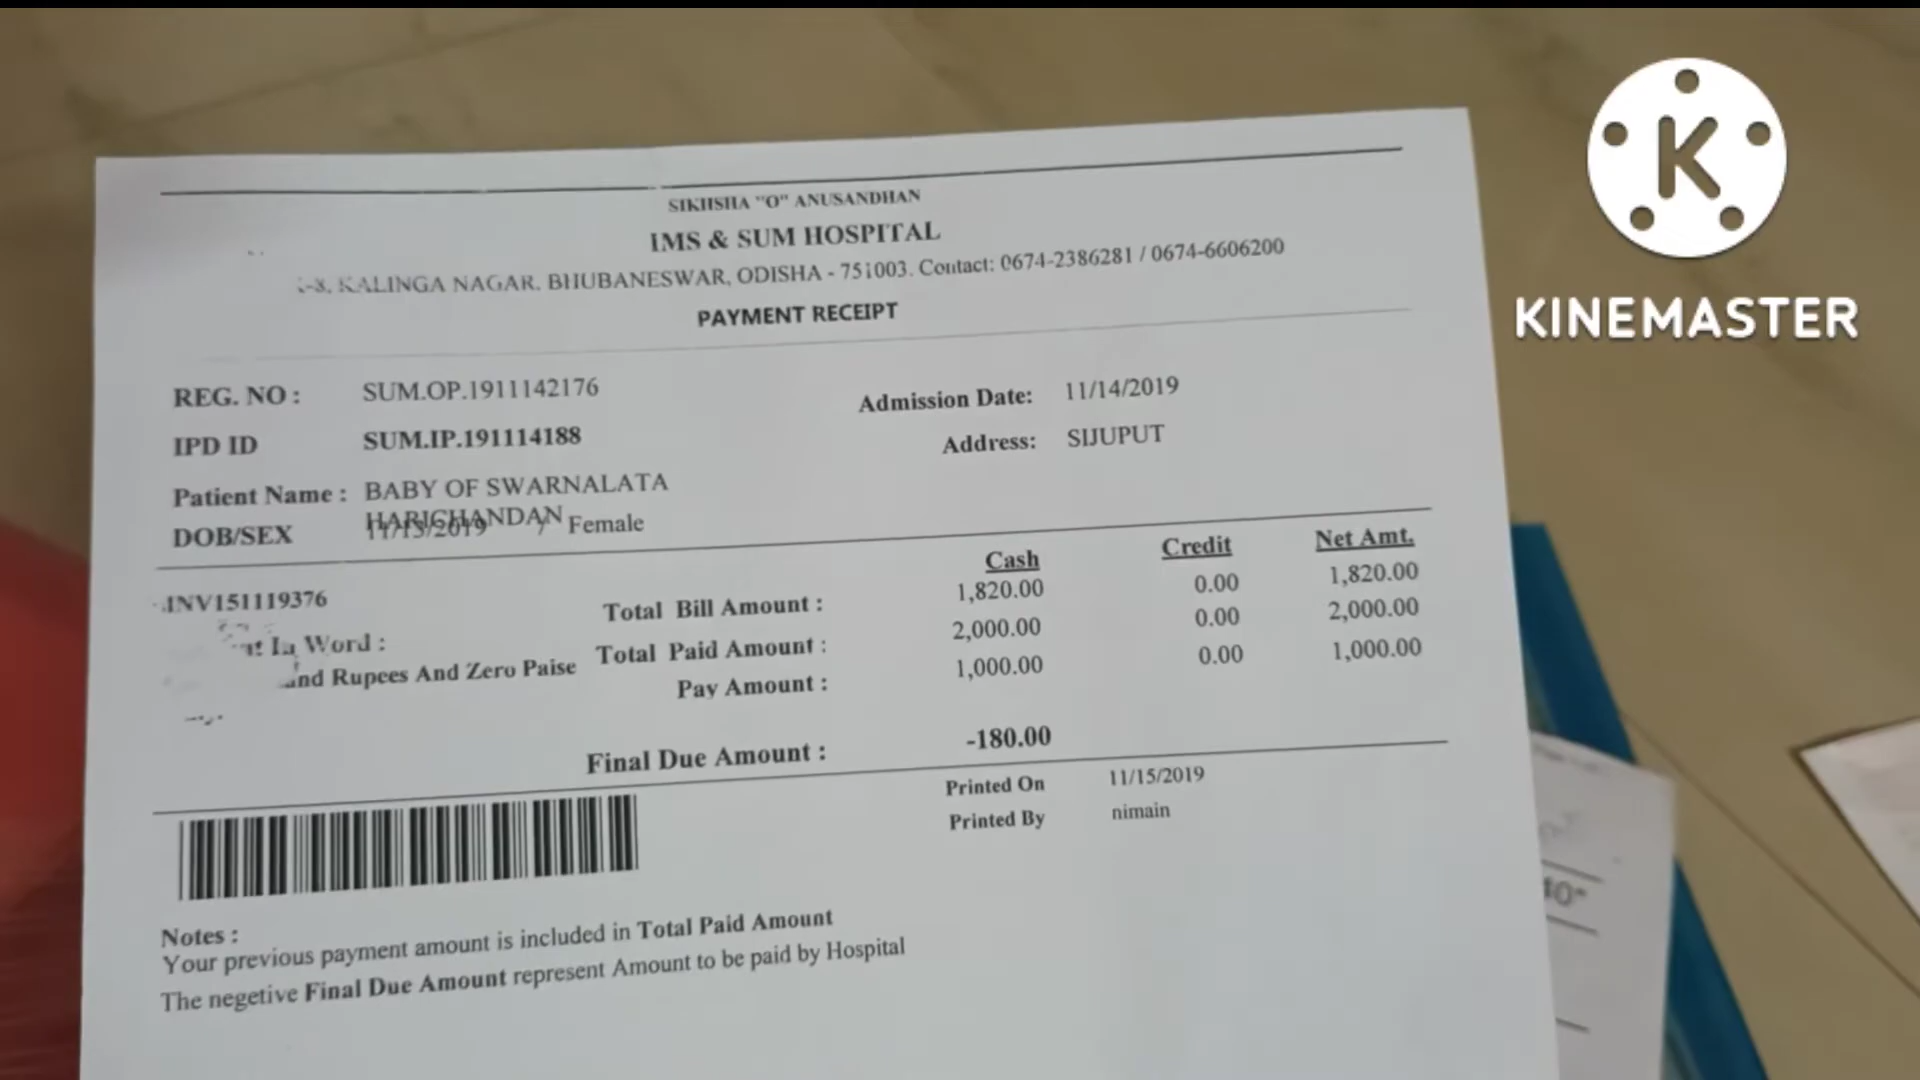 SIKHSHA "O" ANUSANDHAN
IMS & SUM HOSPITAL
-8, KALINGA NAGAR, BHUBANESWAR, ODISHA - 751003. Contact: 0674-2386281 / 0674-6606200
PAYMENT RECEIPT
REG. NO : SUM.OP.1911142176 Admission Date: 11/14/2019
IPD ID SUM.IP.191114188 Address: SIJUPUT
Patient Name : BABY OF SWARNALATA
HARICHANDAN
DOB/SEX 11/13/2019 / Female
Cash Credit Net Amt.
INV151119376 Total Bill Amount : 1,820.00 0.00 1,820.00
In Word : Total Paid Amount : 2,000.00 0.00 2,000.00
Rupees And Zero Paise Pay Amount : 1,000.00 0.00 1,000.00
Final Due Amount : -180.00
Printed On 11/15/2019
Printed By nimain
Notes :
Your previous payment amount is included in Total Paid Amount
The negetive Final Due Amount represent Amount to be paid by Hospital
K
KINEMASTER